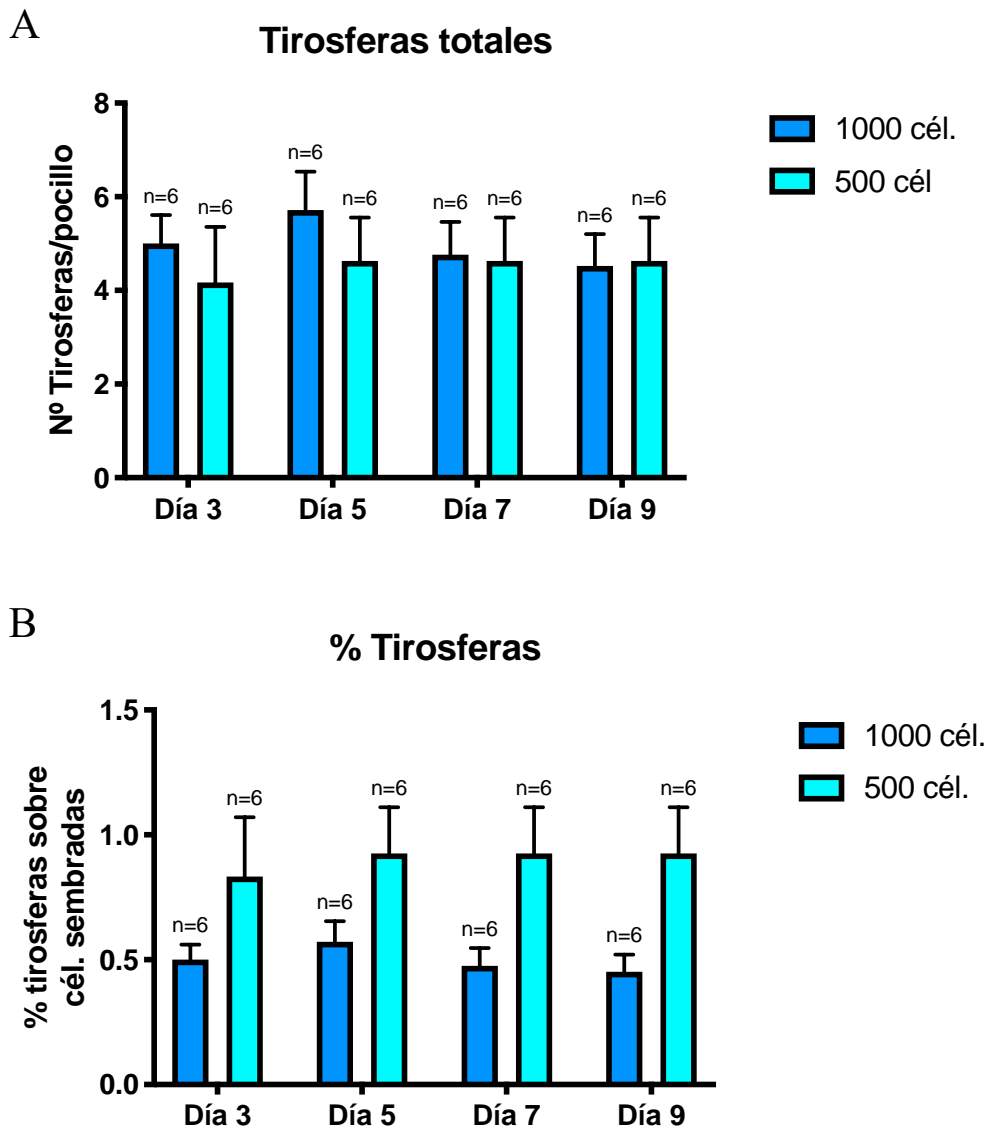 A
Tirosferas totales
Nº Tirosferas/pocillo
8
6
4
2
0
n=6
n=6
n=6
n=6
n=6
n=6
n=6
n=6
Día 3
Día 5
Día 7
Día 9
1000 cél.
500 cél
B
% Tirosferas
% tirosferas sobre
cél. sembradas
1.5
1.0
0.5
0.0
n=6
n=6
n=6
n=6
n=6
n=6
n=6
n=6
Día 3
Día 5
Día 7
Día 9
1000 cél.
500 cél.